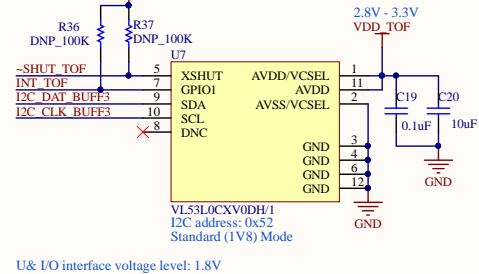 2.8V - 3.3V
VDD_TOF
R36
DNP_100K
R37
DNP_100K
U7
~SHUT_TOF
INT_TOF
I2C_DAT_BUFF3
I2C_CLK_BUFF3
5
7
9
10
8
XSHUT
GPIO1
SDA
SCL
DNC
AVDD/VCSEL
AVDD
AVSS/VCSEL
GND
GND
GND
GND
1
11
2
3
4
6
12
C19
0.1uF
C20
10uF
GND
GND
VL53L0CXV0DH/1
I2C address: 0x52
Standard (1V8) Mode
U& I/O interface voltage level: 1.8V